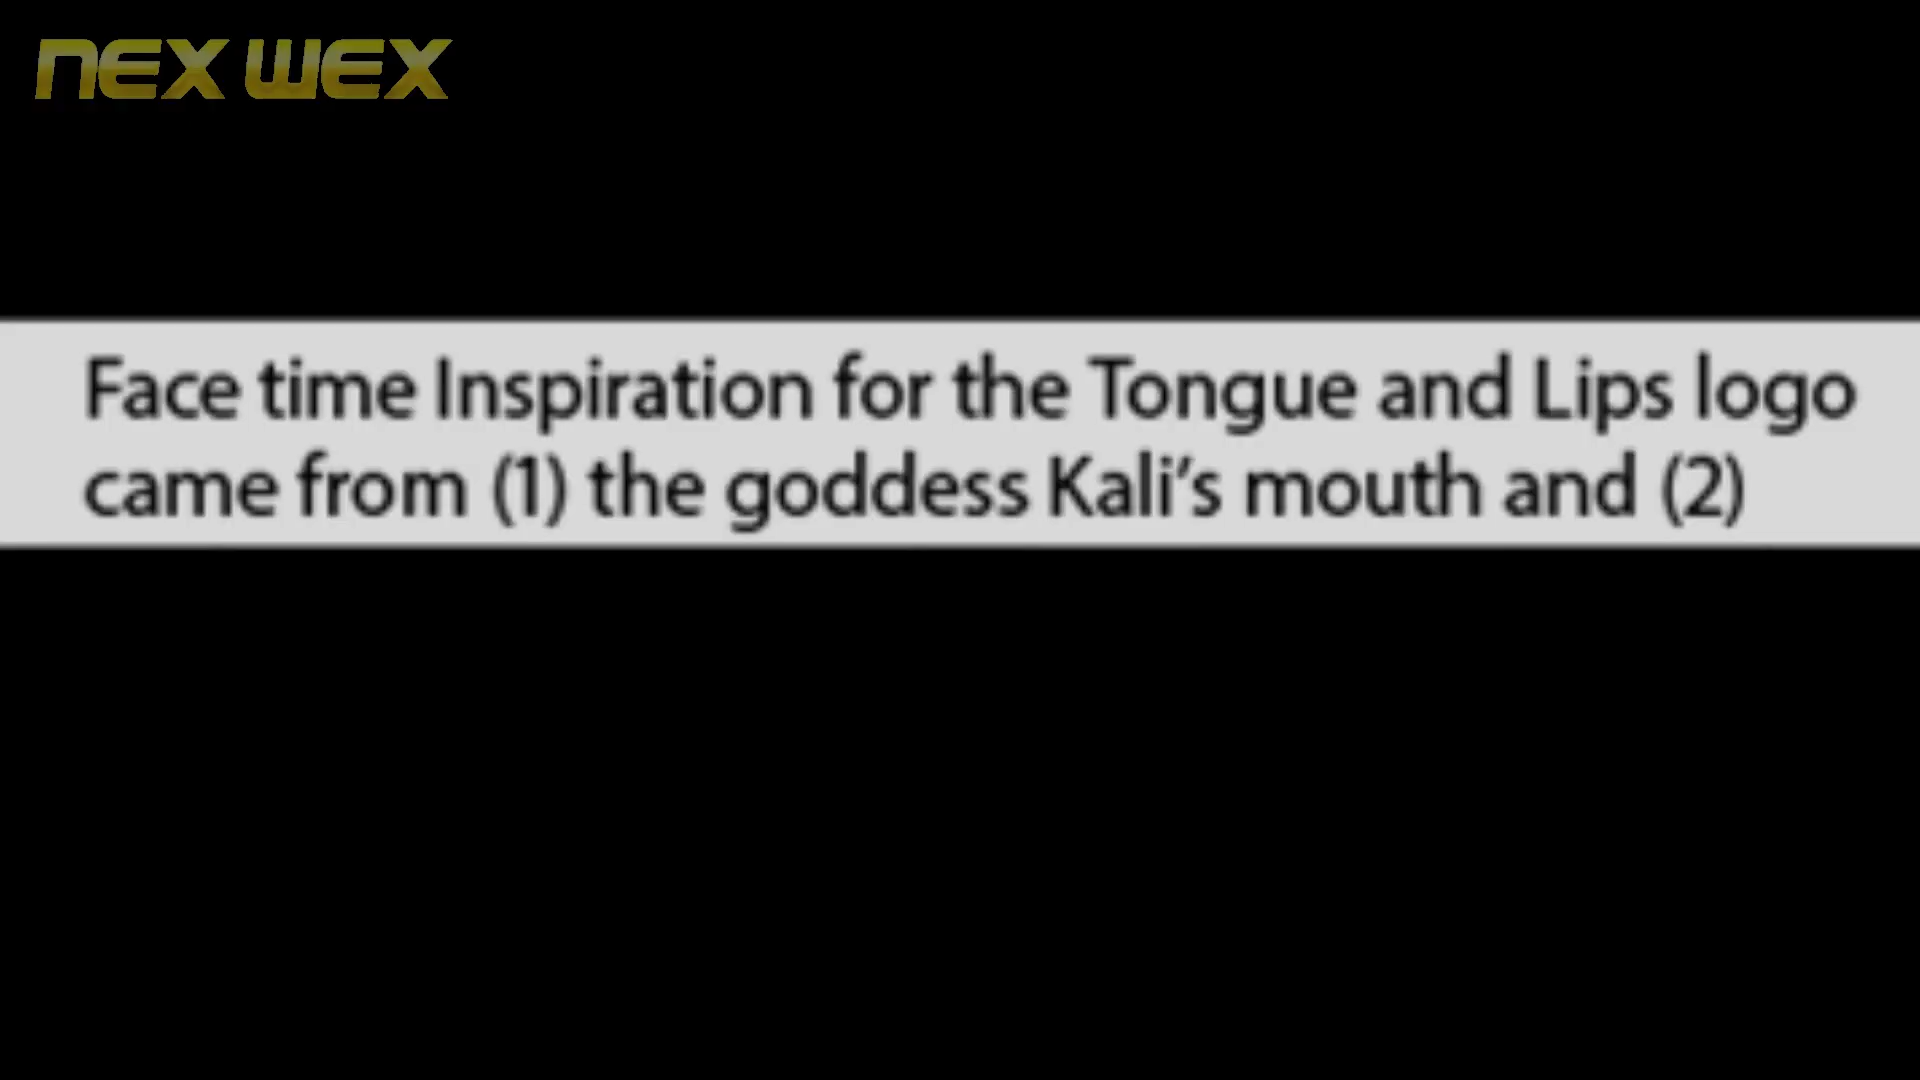 NEX WEX
Face time Inspiration for the Tongue and Lips logo
came from (1) the goddess Kali’s mouth and (2)